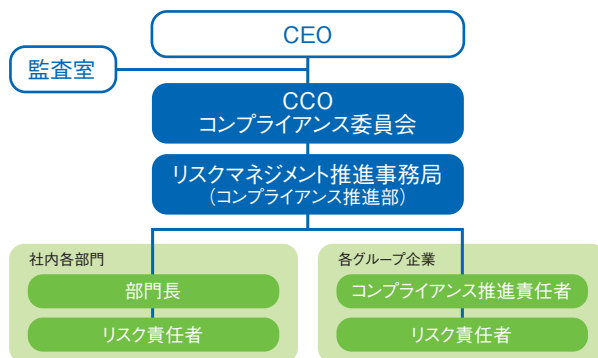 CEO
監査室
CCO
コンプライアンス委員会
リスクマネジメント推進事務局
(コンプライアンス推進部)
社内各部門
部門長
リスク責任者
各グループ企業
コンプライアンス推進責任者
リスク責任者